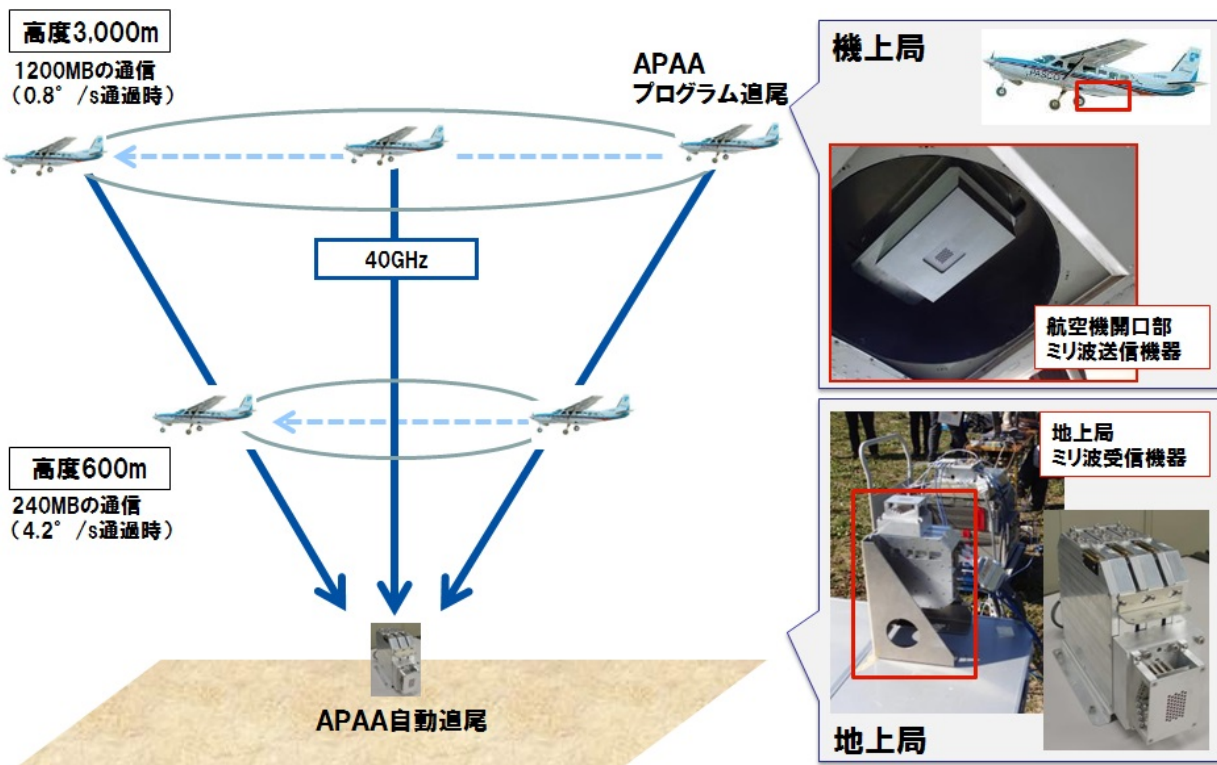 高度3,000m
1200MBの通信
(0.8°/s通過時)
APAA
プログラム追尾
40GHz
高度600m
240MBの通信
(4.2°/s通過時)
APAA自動追尾
機上局
PASCO
航空機開口部
ミリ波送信機器
地上局
ミリ波受信機器
地上局